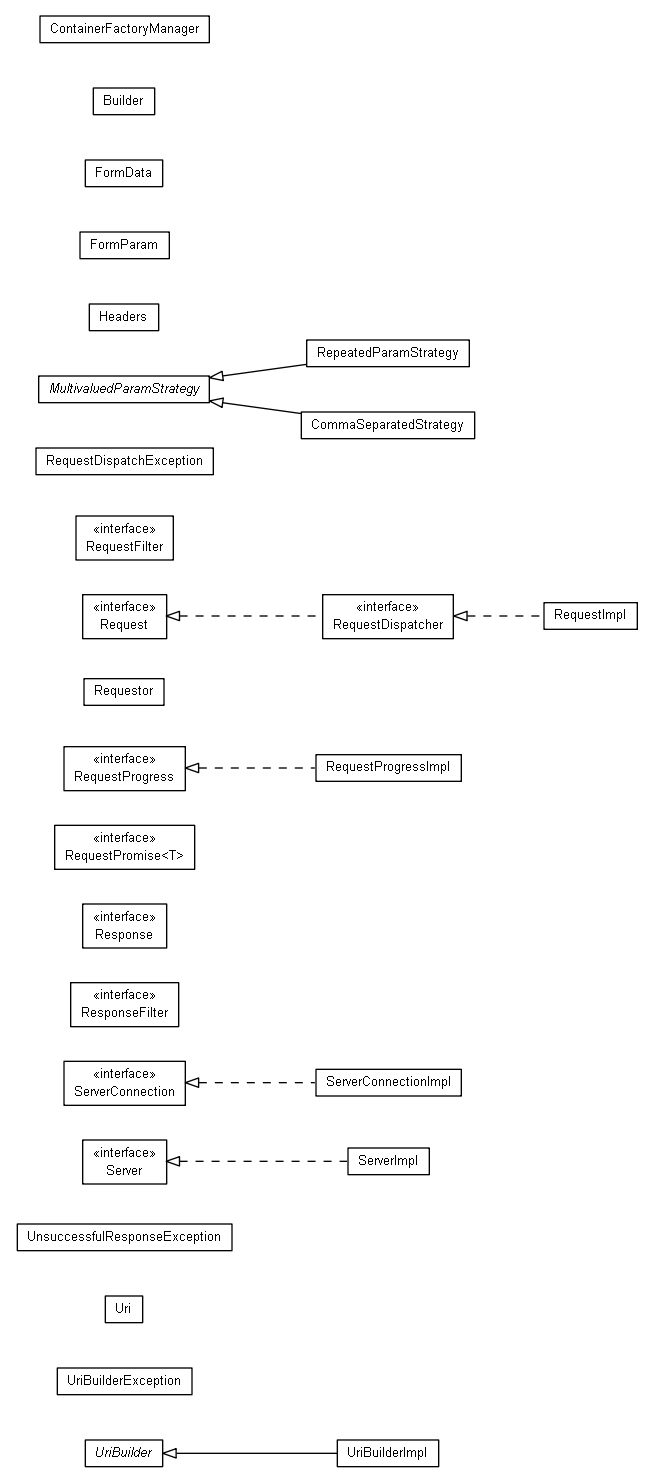 ContainerFactoryManager
Builder
FormData
FormParam
Headers
RepeatedParamStrategy
MultivaluedParamStrategy
CommaSeparatedStrategy
RequestDispatchException
«interface»
RequestFilter
«interface»
Request
«interface»
RequestDispatcher
RequestImpl
Requestor
«interface»
RequestProgress
RequestProgressImpl
«interface»
RequestPromise<T>
«interface»
Response
«interface»
ResponseFilter
«interface»
ServerConnection
ServerConnectionImpl
«interface»
Server
ServerImpl
UnsuccessfulResponseException
Uri
UriBuilderException
UriBuilder
UriBuilderImpl